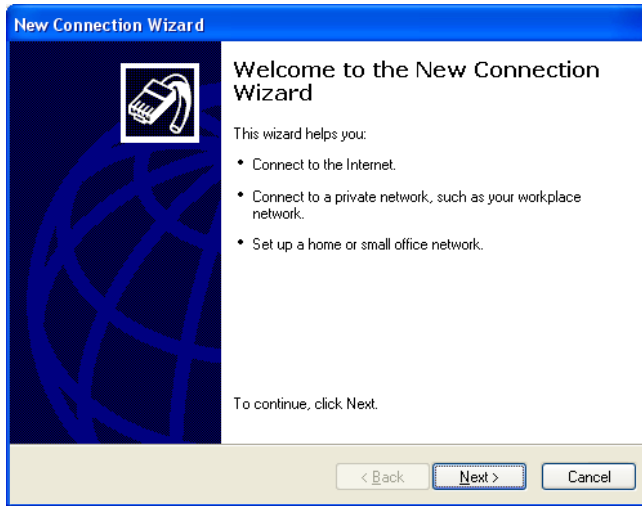 New Connection Wizard
Welcome to the New Connection
Wizard
This wizard helps you:
• Connect to the Internet.
• Connect to a private network, such as your workplace
network.
• Set up a home or small office network.
To continue, click Next.
< Back Next > Cancel